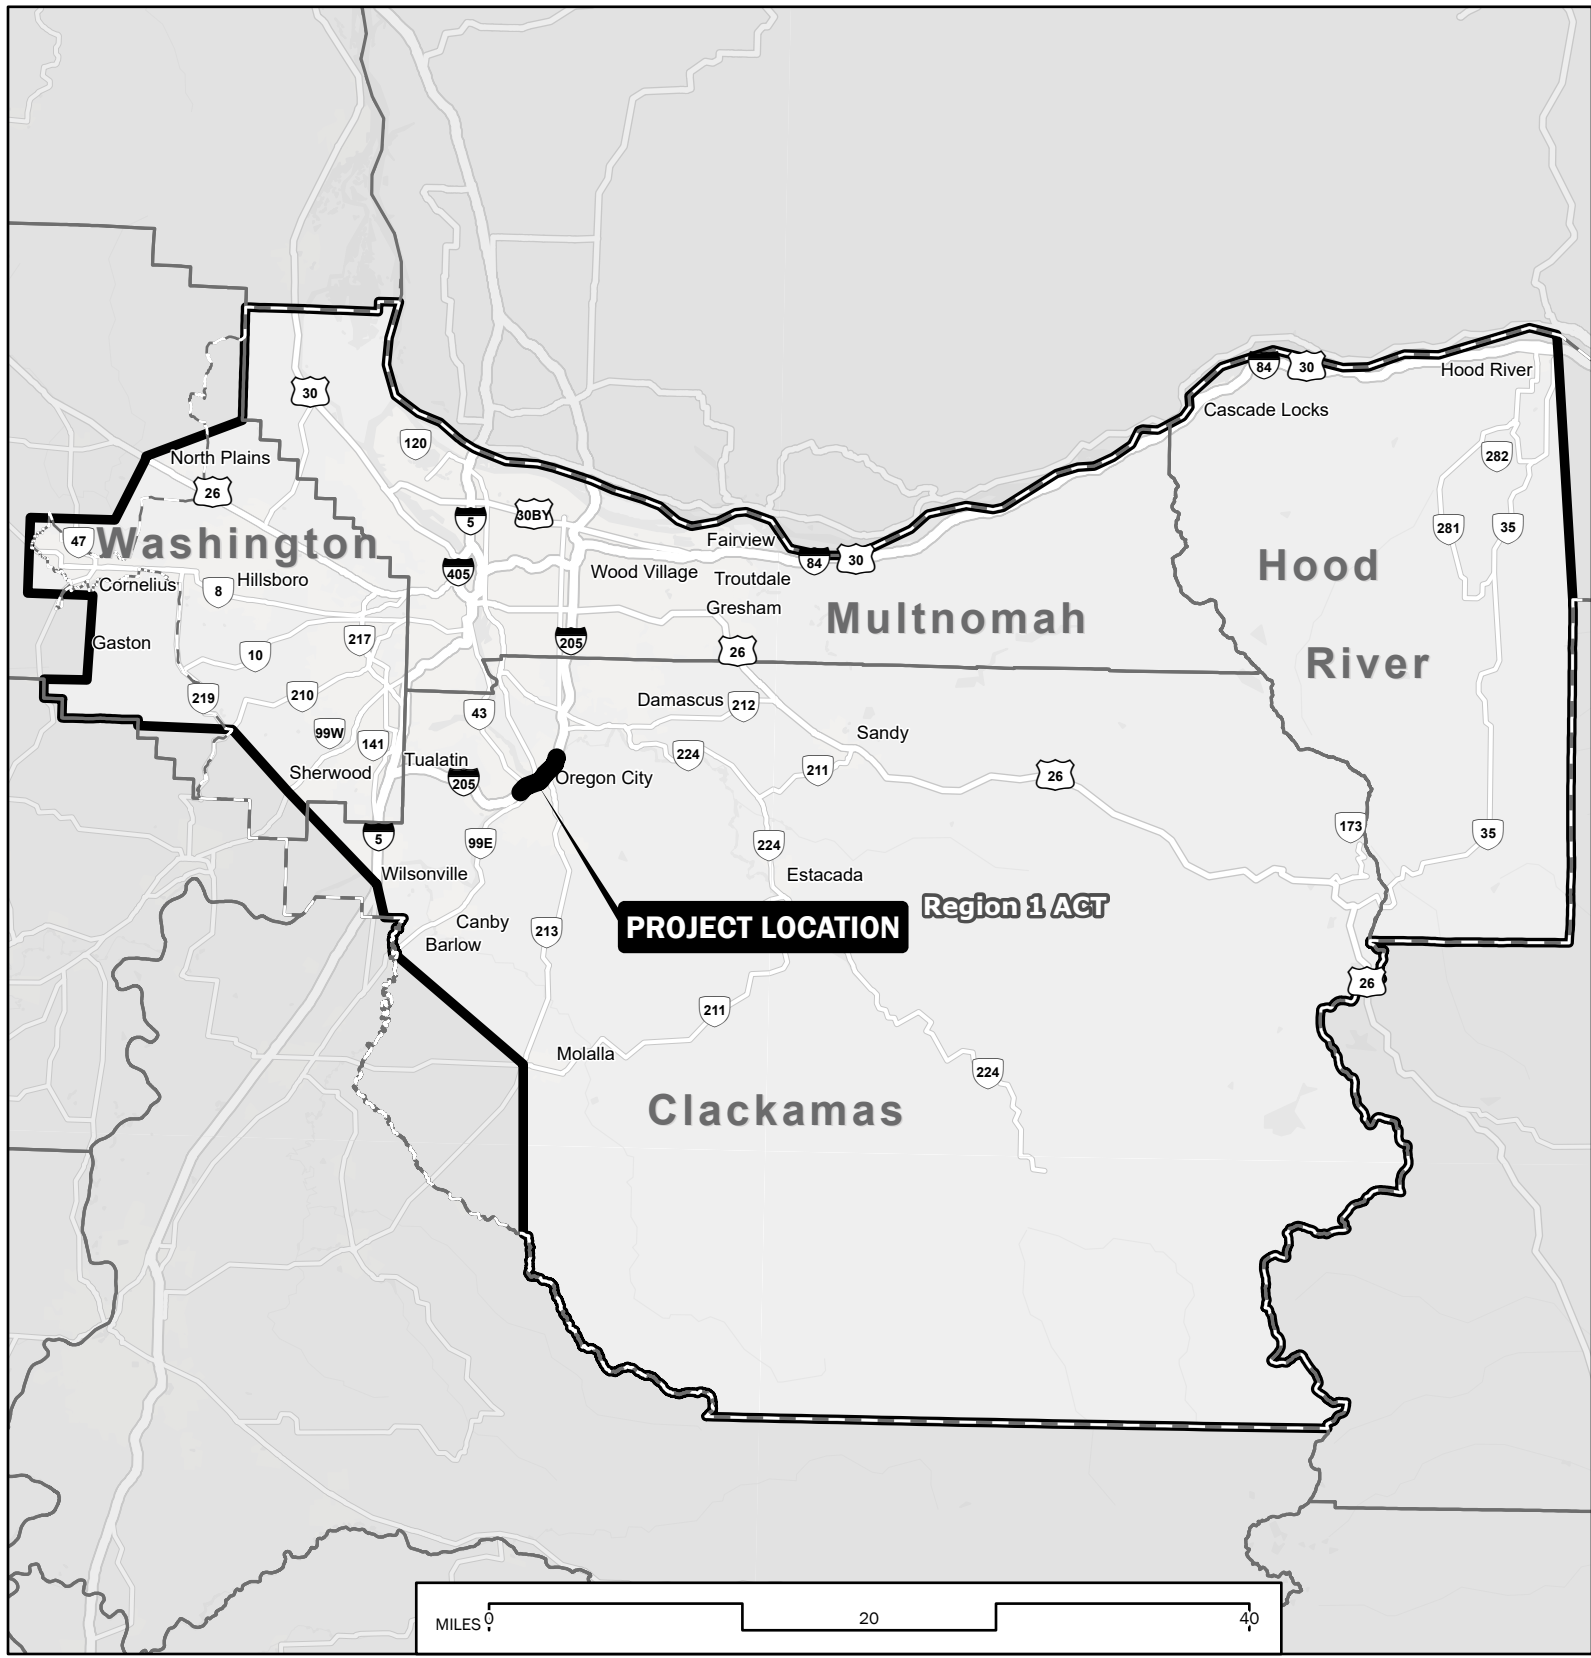 84
30
Hood River
30
Cascade Locks
120
282
North Plains
26
5
30BY
281
35
47
Washington
Fairview
84
30
Hood
405
Wood Village
Troutdale
Cornelius
8
Hillsboro
Gresham
Multnomah
Gaston
217
205
10
26
River
219
210
43
Damascus
212
99W
141
Sandy
224
Tualatin
Sherwood
205
Oregon City
211
26
5
99E
224
173
35
Wilsonville
Estacada
Region 1 ACT
PROJECT LOCATION
Canby
213
Barlow
26
211
Molalla
224
Clackamas
MILES 0 20 40